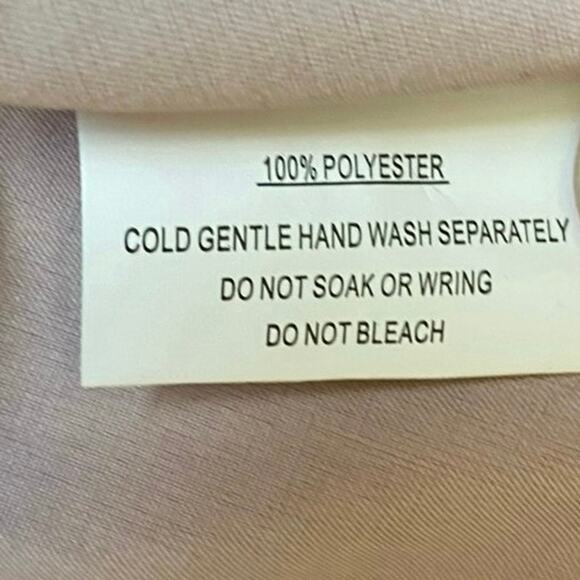 100% POLYESTER
COLD GENTLE HAND WASH SEPARATELY
DO NOT SOAK OR WRING
DO NOT BLEACH